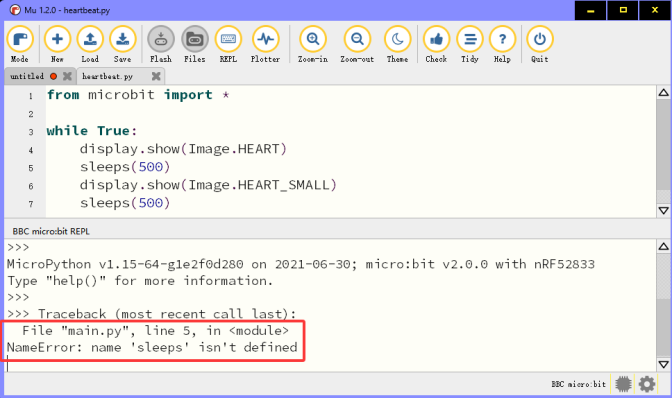 Mu 1.2.0 - heartbeat.py
Mode New Load Save Flash Files REPL Plotter Zoom-in Zoom-out Theme Check Tidy Help Quit
untitled heartbeat.py
1 from microbit import *
2
3 while True:
4 display.show(Image.HEART)
5 sleeps(500)
6 display.show(Image.HEART_SMALL)
7 sleeps(500)
BBC micro:bit REPL
>>>
MicroPython v1.15-64-g1e2f0d280 on 2021-06-30; micro:bit v2.0.0 with nRF52833
Type "help()" for more information.
>>>
>>> Traceback (most recent call last):
File "main.py", line 5, in <module>
NameError: name 'sleeps' isn't defined
BBC micro:bit